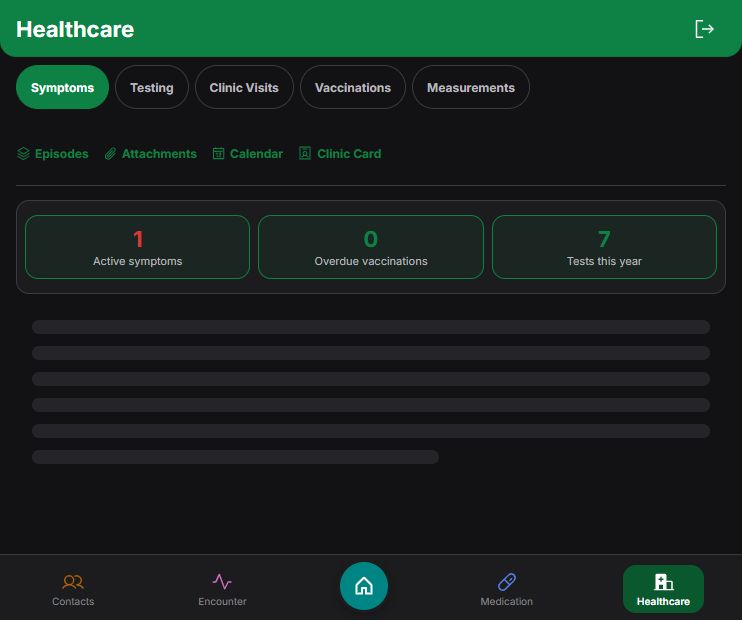 Healthcare
Symptoms Testing Clinic Visits Vaccinations Measurements
Episodes Attachments Calendar Clinic Card
1 0 7
Active symptoms Overdue vaccinations Tests this year
Contacts Encounter Medication Healthcare